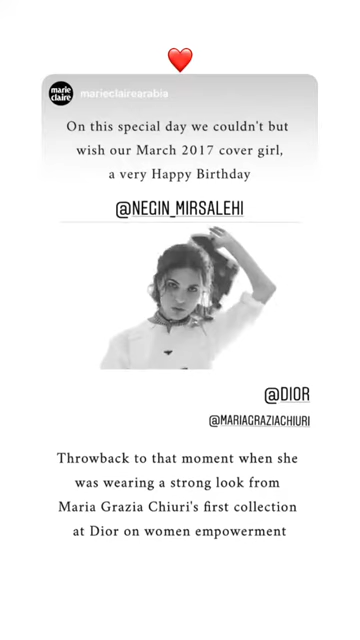 marie
claire
marieclairearabia
On this special day we couldn't but
wish our March 2017 cover girl,
a very Happy Birthday
@NEGIN_MIRSALEHI
@DIOR
@MARIAGRAZIACHIURI
Throwback to that moment when she
was wearing a strong look from
Maria Grazia Chiuri's first collection
at Dior on women empowerment